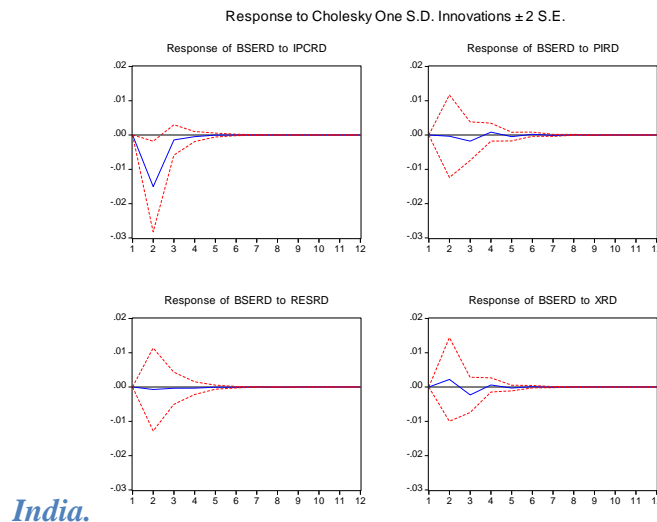 Response to Cholesky One S.D. Innovations ± 2 S.E.
Response of BSERD to IPCRD
.02
.01
.00
-.01
-.02
-.03
1 2 3 4 5 6 7 8 9 10 11 12
Response of BSERD to PIRD
.02
.01
.00
-.01
-.02
-.03
1 2 3 4 5 6 7 8 9 10 11 1
Response of BSERD to RESRD
.02
.01
.00
-.01
-.02
-.03
1 2 3 4 5 6 7 8 9 10 11 12
Response of BSERD to XRD
.02
.01
.00
-.01
-.02
-.03
1 2 3 4 5 6 7 8 9 10 11 1
India.